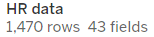 HR data
1,470 rows  43 fields